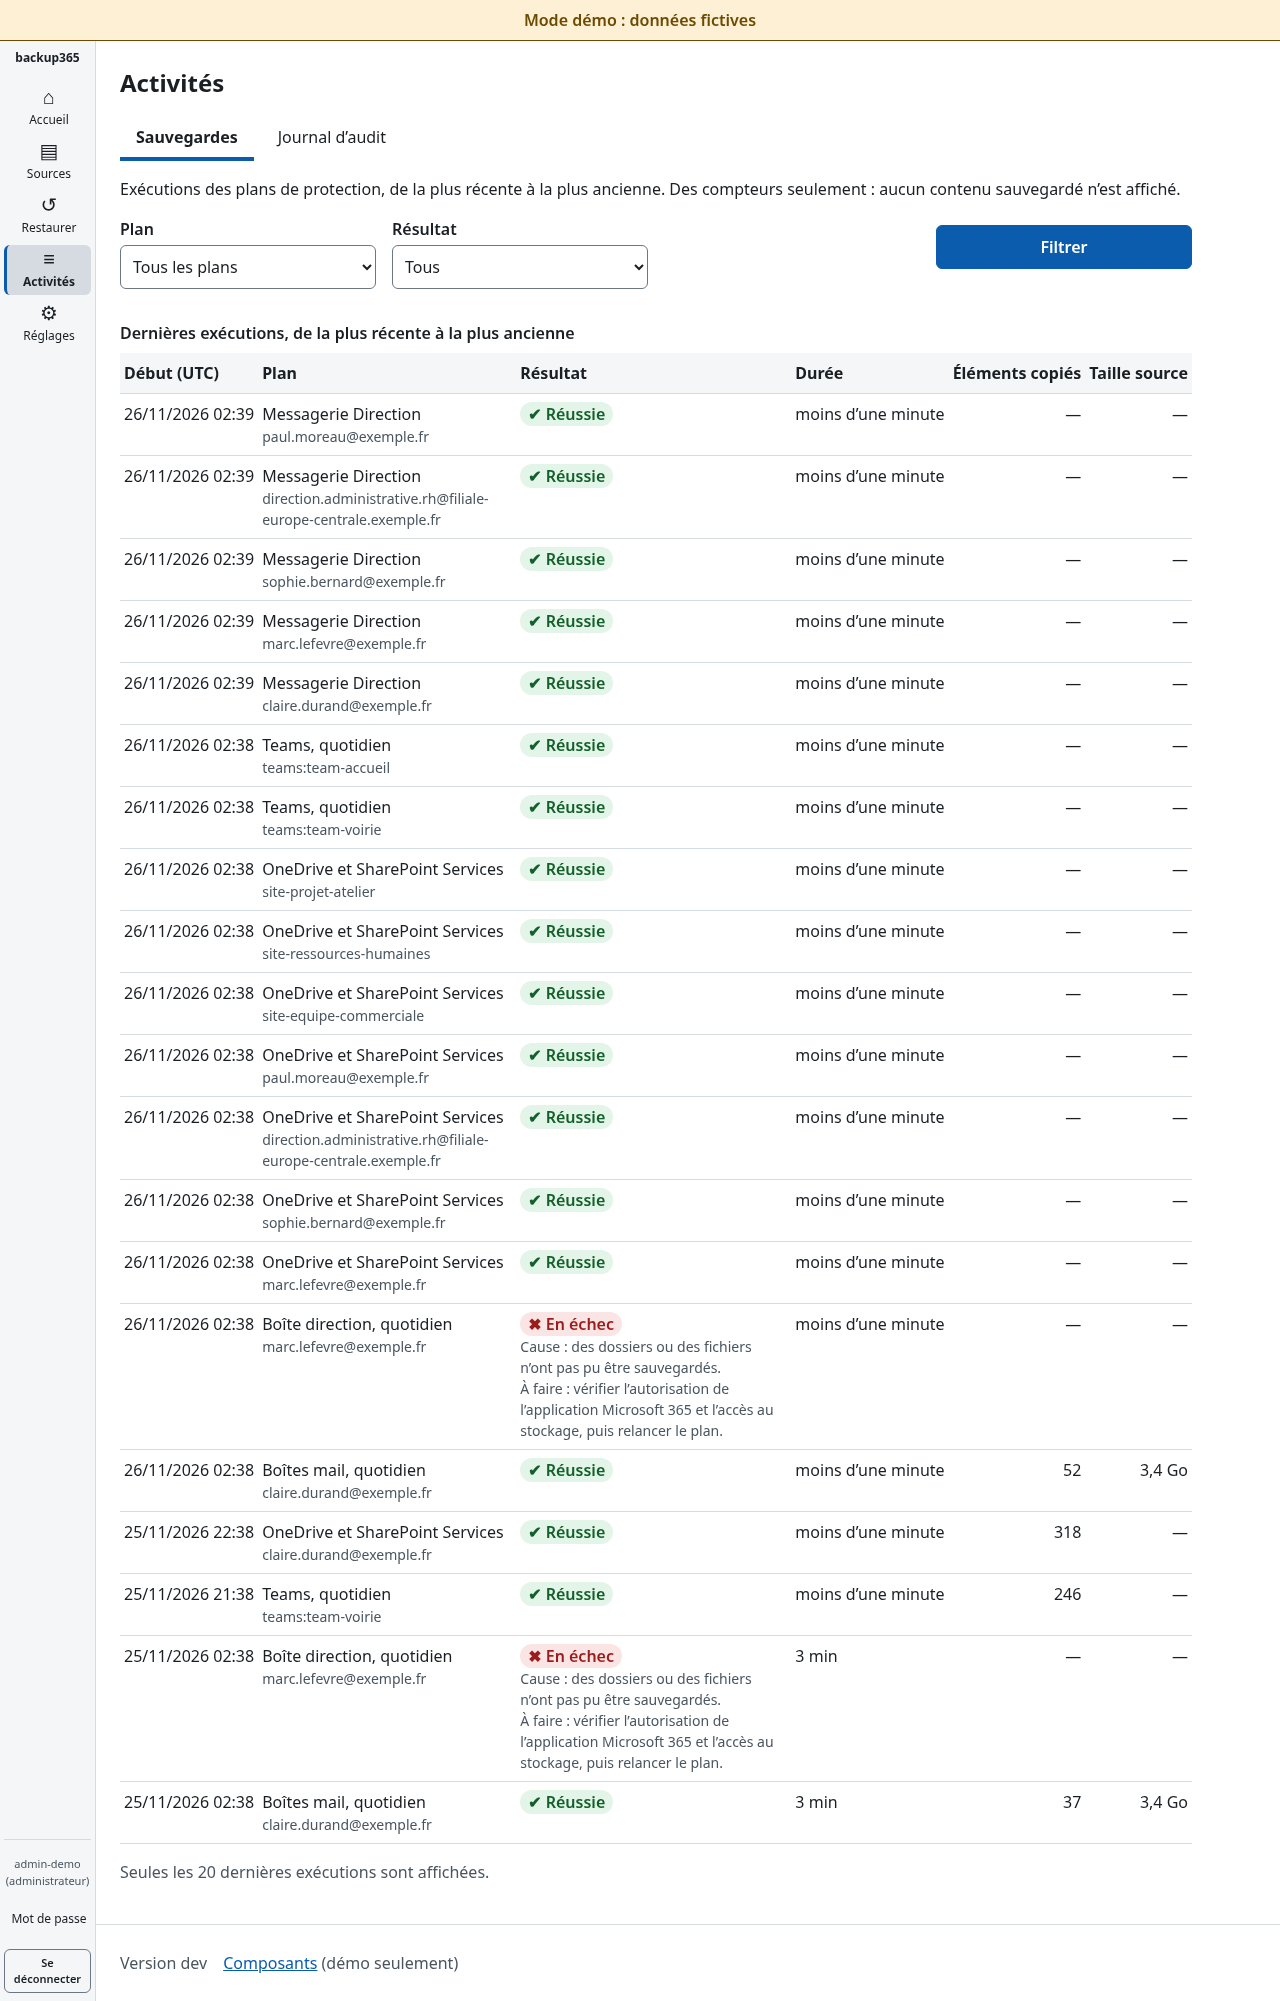 Mode démo : données fictives
backup365
Accueil
Sources
Restaurer
Activités
Réglages
Activités
Sauvegardes Journal d’audit
Exécutions des plans de protection, de la plus récente à la plus ancienne. Des compteurs seulement : aucun contenu sauvegardé n’est affiché.
Plan Résultat
Tous les plans Tous Filtrer
Dernières exécutions, de la plus récente à la plus ancienne
Début (UTC) Plan Résultat Durée Éléments copiés Taille source
26/11/2026 02:39 Messagerie Direction ✔ Réussie moins d’une minute — —
paul.moreau@exemple.fr
26/11/2026 02:39 Messagerie Direction ✔ Réussie moins d’une minute — —
direction.administrative.rh@filiale-
europe-centrale.exemple.fr
26/11/2026 02:39 Messagerie Direction ✔ Réussie moins d’une minute — —
sophie.bernard@exemple.fr
26/11/2026 02:39 Messagerie Direction ✔ Réussie moins d’une minute — —
marc.lefevre@exemple.fr
26/11/2026 02:39 Messagerie Direction ✔ Réussie moins d’une minute — —
claire.durand@exemple.fr
26/11/2026 02:38 Teams, quotidien ✔ Réussie moins d’une minute — —
teams:team-accueil
26/11/2026 02:38 Teams, quotidien ✔ Réussie moins d’une minute — —
teams:team-voirie
26/11/2026 02:38 OneDrive et SharePoint Services ✔ Réussie moins d’une minute — —
site-projet-atelier
26/11/2026 02:38 OneDrive et SharePoint Services ✔ Réussie moins d’une minute — —
site-ressources-humaines
26/11/2026 02:38 OneDrive et SharePoint Services ✔ Réussie moins d’une minute — —
site-equipe-commerciale
26/11/2026 02:38 OneDrive et SharePoint Services ✔ Réussie moins d’une minute — —
paul.moreau@exemple.fr
26/11/2026 02:38 OneDrive et SharePoint Services ✔ Réussie moins d’une minute — —
direction.administrative.rh@filiale-
europe-centrale.exemple.fr
26/11/2026 02:38 OneDrive et SharePoint Services ✔ Réussie moins d’une minute — —
sophie.bernard@exemple.fr
26/11/2026 02:38 OneDrive et SharePoint Services ✔ Réussie moins d’une minute — —
marc.lefevre@exemple.fr
26/11/2026 02:38 Boîte direction, quotidien ✖ En échec moins d’une minute — —
marc.lefevre@exemple.fr Cause : des dossiers ou des fichiers
n’ont pas pu être sauvegardés.
À faire : vérifier l’autorisation de
l’application Microsoft 365 et l’accès au
stockage, puis relancer le plan.
26/11/2026 02:38 Boîtes mail, quotidien ✔ Réussie moins d’une minute 52 3,4 Go
claire.durand@exemple.fr
25/11/2026 22:38 OneDrive et SharePoint Services ✔ Réussie moins d’une minute 318 —
claire.durand@exemple.fr
25/11/2026 21:38 Teams, quotidien ✔ Réussie moins d’une minute 246 —
teams:team-voirie
25/11/2026 02:38 Boîte direction, quotidien ✖ En échec 3 min — —
marc.lefevre@exemple.fr Cause : des dossiers ou des fichiers
n’ont pas pu être sauvegardés.
À faire : vérifier l’autorisation de
l’application Microsoft 365 et l’accès au
stockage, puis relancer le plan.
25/11/2026 02:38 Boîtes mail, quotidien ✔ Réussie 3 min 37 3,4 Go
claire.durand@exemple.fr
Seules les 20 dernières exécutions sont affichées.
admin-demo
(administrateur)
Mot de passe
Se
déconnecter
Version dev Composants (démo seulement)